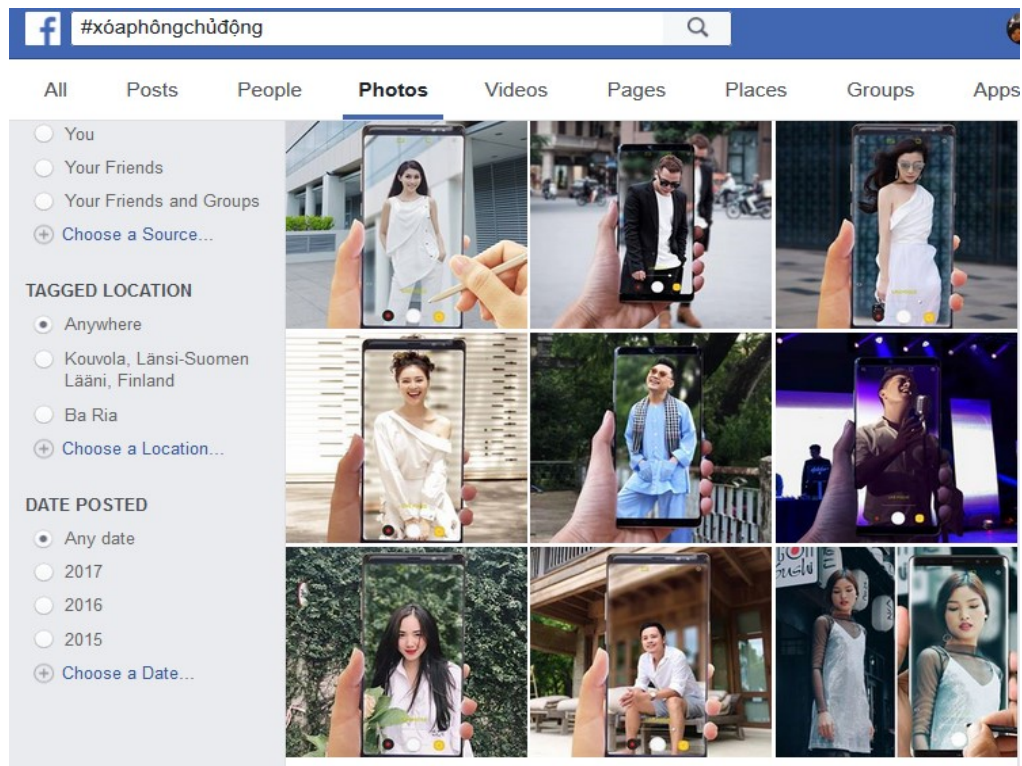 f
#xóaphôngchủđộng
All Posts People Photos Videos Pages Places Groups Apps
You
Your Friends
Your Friends and Groups
Choose a Source...
TAGGED LOCATION
Anywhere
Kouvola, Länsi-Suomen
Lääni, Finland
Ba Ria
Choose a Location...
DATE POSTED
Any date
2017
2016
2015
Choose a Date...